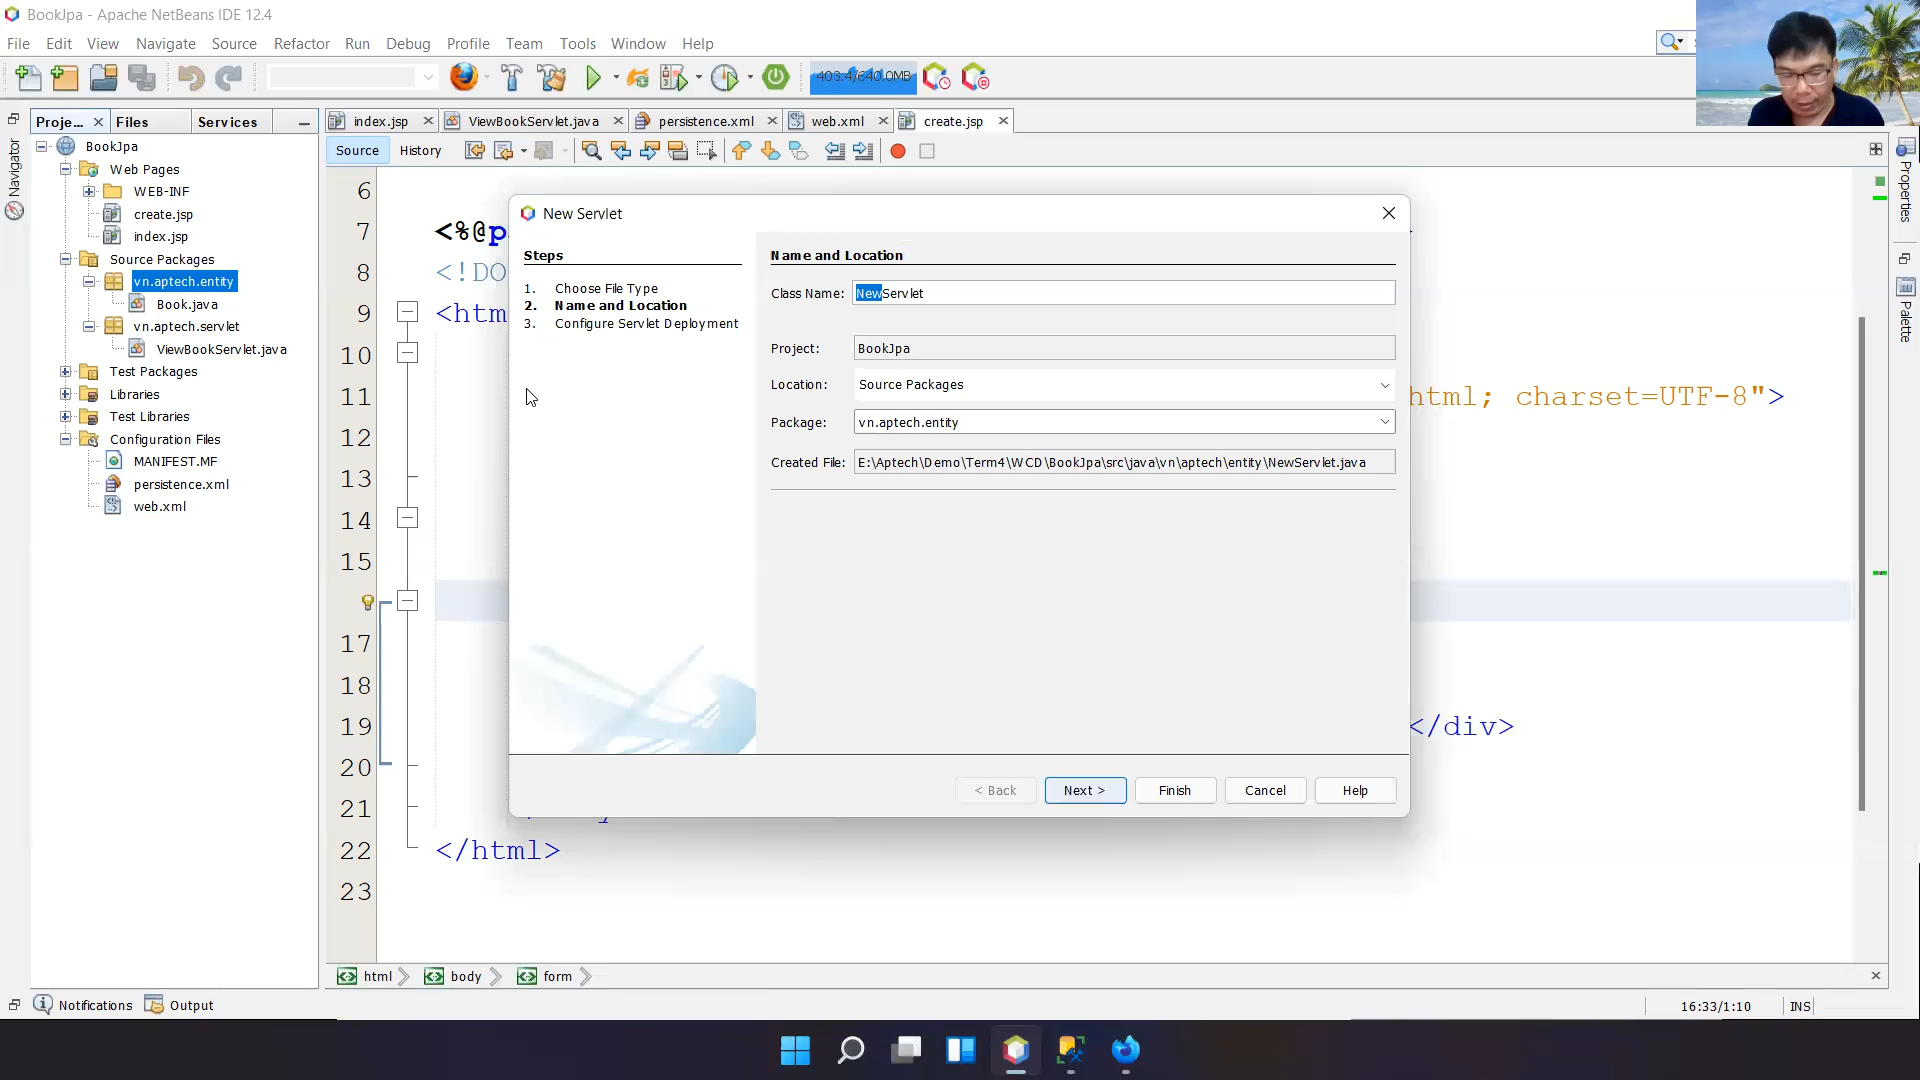 BookJpa - Apache NetBeans IDE 12.4
File Edit View Navigate Source Refactor Run Debug Profile Team Tools Window Help
403.4/640.0MB
Proje... Files Services
index.jsp ViewBookServlet.java persistence.xml web.xml create.jsp
Source History
Navigator
BookJpa
Web Pages
WEB-INF
create.jsp
index.jsp
Source Packages
vn.aptech.entity
Book.java
vn.aptech.servlet
ViewBookServlet.java
Test Packages
Libraries
Test Libraries
Configuration Files
MANIFEST.MF
persistence.xml
web.xml
6
7 <%@p
8 <!DO
9 <htm
10
11 html; charset=UTF-8">
12
13
14
15
17
18
19 </div>
20
21
22 </html>
23
New Servlet
Steps
1. Choose File Type
2. Name and Location
3. Configure Servlet Deployment
Name and Location
Class Name: NewServlet
Project: BookJpa
Location: Source Packages
Package: vn.aptech.entity
Created File: E:\Aptech\Demo\Term4\WCD\BookJpa\src\java\vn\aptech\entity\NewServlet.java
< Back Next > Finish Cancel Help
Properties
Palette
html body form
Notifications Output
16:33/1:10 INS